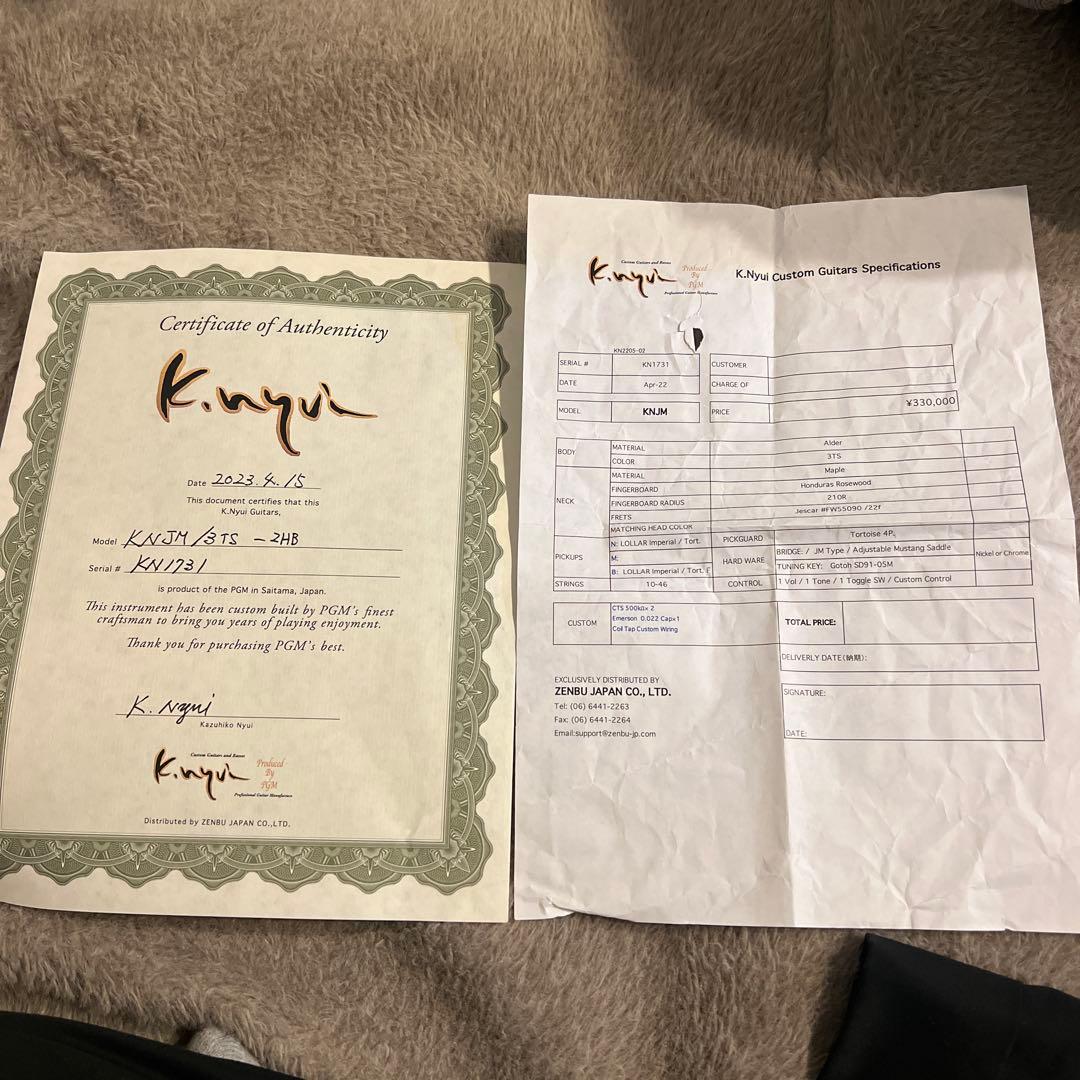 Certificate of Authenticity
K.nyui
Date 2023.4.15
This document certifies that this
K.Nyui Guitars,
Model KNJM/3TS - 2HB
Serial # KN1731
is product of the PGM in Saitama, Japan.
This instrument has been custom built by PGM's finest
craftsman to bring you years of playing enjoyment.
Thank you for purchasing PGM's best.
K. Nyui
Kazuhiko Nyui
Custom Guitars and Basses
K.nyui
Produced
By
PGM
Professional Guitar Manufacture
Distributed by ZENBU JAPAN CO.,LTD.
Custom Guitars and Basses
K.nyui
Produced
By
PGM
Professional Guitar Manufacture
K.Nyui Custom Guitars Specifications
KN2205-02
SERIAL # KN1731 CUSTOMER
DATE Apr-22 CHARGE OF
MODEL KNJM PRICE ¥330,000
BODY MATERIAL Alder
COLOR 3TS
NECK MATERIAL Maple
FINGERBOARD Honduras Rosewood
FINGERBOARD RADIUS 210R
FRETS Jescar #FW55090 /22f
MATCHING HEAD COLOR
PICKUPS N: LOLLAR Imperial / Tort. PICKGUARD Tortoise 4P
M: HARD WARE BRIDGE: / JM Type / Adjustable Mustang Saddle Nickel or Chrome
B: LOLLAR Imperial / Tort. TUNING KEY: Gotoh SD91-05M
STRINGS 10-46 CONTROL 1 Vol / 1 Tone / 1 Toggle SW / Custom Control
CUSTOM CTS 500kΩ× 2
Emerson 0.022 Cap×1
Coil Tap Custom Wiring
TOTAL PRICE:
DELIVERLY DATE(納期):
SIGNATURE:
DATE:
EXCLUSIVELY DISTRIBUTED BY
ZENBU JAPAN CO., LTD.
Tel: (06) 6441-2263
Fax: (06) 6441-2264
Email:support@zenbu-jp.com